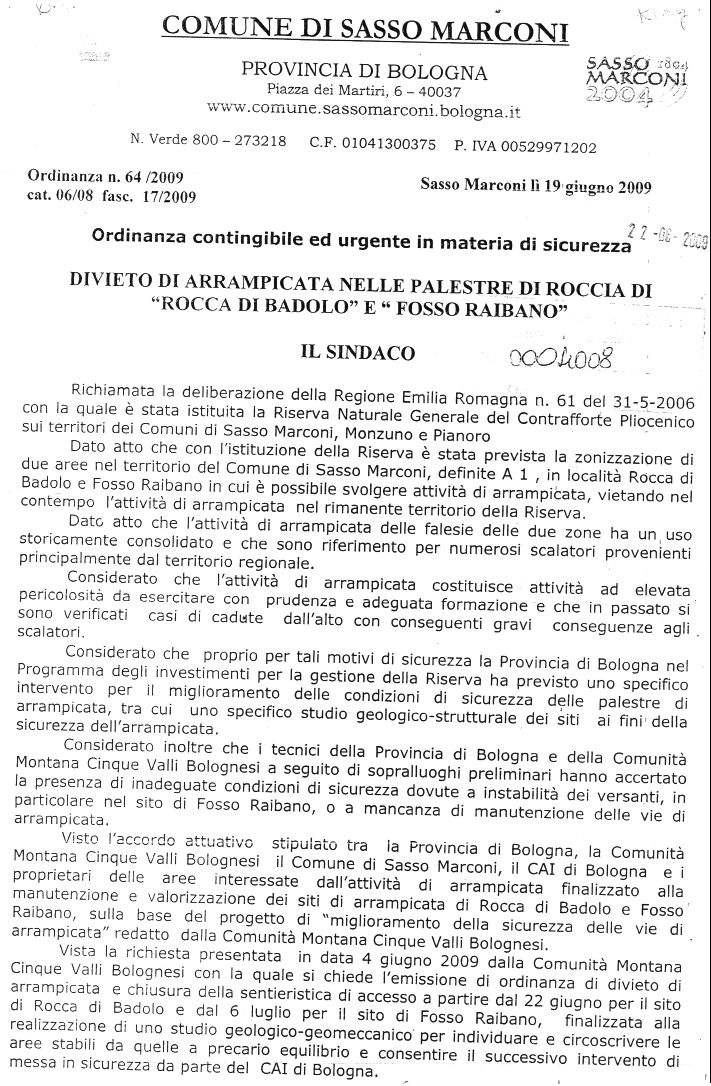 COMUNE DI SASSO MARCONI
PROVINCIA DI BOLOGNA
Piazza dei Martiri, 6 – 40037
www.comune.sassomarconi.bologna.it
SASSO 1894
MARCONI
2004
N. Verde 800 – 273218 C.F. 01041300375 P. IVA 00529971202
Ordinanza n. 64 /2009
cat. 06/08 fasc. 17/2009
Sasso Marconi lì 19 giugno 2009
22-06-2009
Ordinanza contingibile ed urgente in materia di sicurezza
DIVIETO DI ARRAMPICATA NELLE PALESTRE DI ROCCIA DI
“ROCCA DI BADOLO” E “ FOSSO RAIBANO”
IL SINDACO
Richiamata la deliberazione della Regione Emilia Romagna n. 61 del 31-5-2006
con la quale è stata istituita la Riserva Naturale Generale del Contrafforte Pliocenico
sui territori dei Comuni di Sasso Marconi, Monzuno e Pianoro
Dato atto che con l’istituzione della Riserva è stata prevista la zonizzazione di
due aree nel territorio del Comune di Sasso Marconi, definite A 1 , in località Rocca di
Badolo e Fosso Raibano in cui è possibile svolgere attività di arrampicata, vietando nel
contempo l’attività di arrampicata nel rimanente territorio della Riserva.
Dato atto che l’attività di arrampicata delle falesie delle due zone ha un uso
storicamente consolidato e che sono riferimento per numerosi scalatori provenienti
principalmente dal territorio regionale.
Considerato che l’attività di arrampicata costituisce attività ad elevata
pericolosità da esercitare con prudenza e adeguata formazione e che in passato si
sono verificati casi di cadute dall’alto con conseguenti gravi conseguenze agli
scalatori.
Considerato che proprio per tali motivi di sicurezza la Provincia di Bologna nel
Programma degli investimenti per la gestione della Riserva ha previsto uno specifico
intervento per il miglioramento delle condizioni di sicurezza delle palestre di
arrampicata, tra cui uno specifico studio geologico-strutturale dei siti ai fini della
sicurezza dell’arrampicata.
Considerato inoltre che i tecnici della Provincia di Bologna e della Comunità
Montana Cinque Valli Bolognesi a seguito di sopralluoghi preliminari hanno accertato
la presenza di inadeguate condizioni di sicurezza dovute a instabilità dei versanti, in
particolare nel sito di Fosso Raibano, o a mancanza di manutenzione delle vie di
arrampicata.
Visto l’accordo attuativo stipulato tra la Provincia di Bologna, la Comunità
Montana Cinque Valli Bolognesi il Comune di Sasso Marconi, il CAI di Bologna e i
proprietari delle aree interessate dall’attività di arrampicata finalizzato alla
manutenzione e valorizzazione dei siti di arrampicata di Rocca di Badolo e Fosso
Raibano, sulla base del progetto di “miglioramento della sicurezza delle vie di
arrampicata” redatto dalla Comunità Montana Cinque Valli Bolognesi.
Vista la richiesta presentata in data 4 giugno 2009 dalla Comunità Montana
Cinque Valli Bolognesi con la quale si chiede l’emissione di ordinanza di divieto di
arrampicata e chiusura della sentieristica di accesso a partire dal 22 giugno per il sito
di Rocca di Badolo e dal 6 luglio per il sito di Fosso Raibano, finalizzata alla
realizzazione di uno studio geologico-geomeccanico per individuare e circoscrivere le
aree stabili da quelle a precario equilibrio e consentire il successivo intervento di
messa in sicurezza da parte del CAI di Bologna.